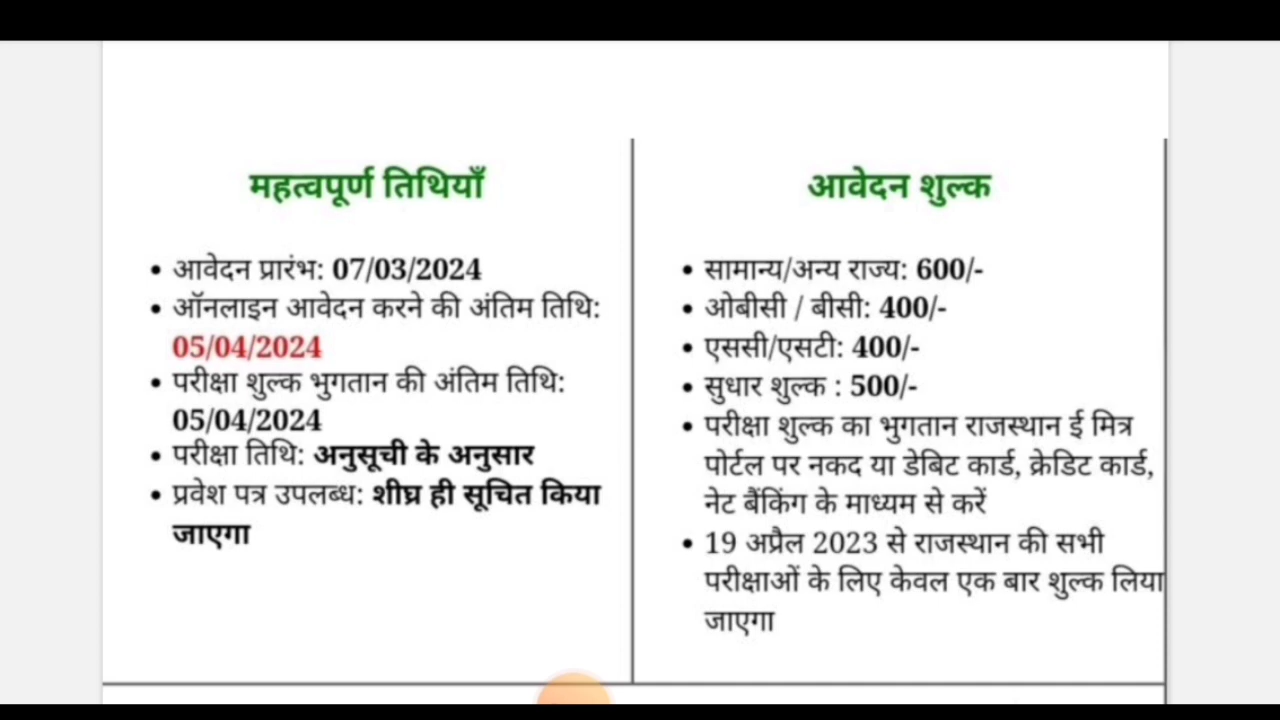 महत्वपूर्ण तिथियाँ
• आवेदन प्रारंभ: 07/03/2024
• ऑनलाइन आवेदन करने की अंतिम तिथि:
05/04/2024
• परीक्षा शुल्क भुगतान की अंतिम तिथि:
05/04/2024
• परीक्षा तिथि: अनुसूची के अनुसार
• प्रवेश पत्र उपलब्ध: शीघ्र ही सूचित किया
जाएगा
आवेदन शुल्क
• सामान्य/अन्य राज्य: 600/-
• ओबीसी / बीसी: 400/-
• एससी/एसटी: 400/-
• सुधार शुल्क : 500/-
• परीक्षा शुल्क का भुगतान राजस्थान ई मित्र
पोर्टल पर नकद या डेबिट कार्ड, क्रेडिट कार्ड,
नेट बैंकिंग के माध्यम से करें
• 19 अप्रैल 2023 से राजस्थान की सभी
परीक्षाओं के लिए केवल एक बार शुल्क लिया
जाएगा